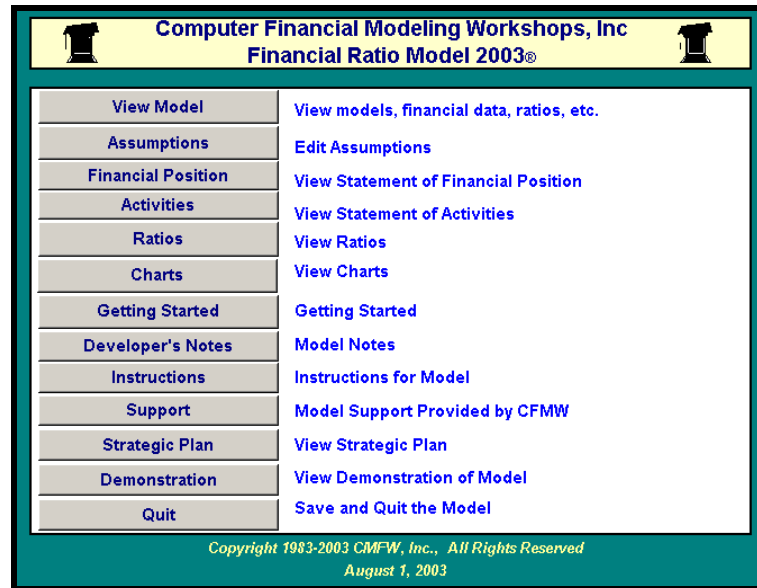 Computer Financial Modeling Workshops, Inc
Financial Ratio Model 2003®
View Model View models, financial data, ratios, etc.
Assumptions Edit Assumptions
Financial Position View Statement of Financial Position
Activities View Statement of Activities
Ratios View Ratios
Charts View Charts
Getting Started Getting Started
Developer's Notes Model Notes
Instructions Instructions for Model
Support Model Support Provided by CFMW
Strategic Plan View Strategic Plan
Demonstration View Demonstration of Model
Quit Save and Quit the Model
Copyright 1983-2003 CMFW, Inc., All Rights Reserved
August 1, 2003